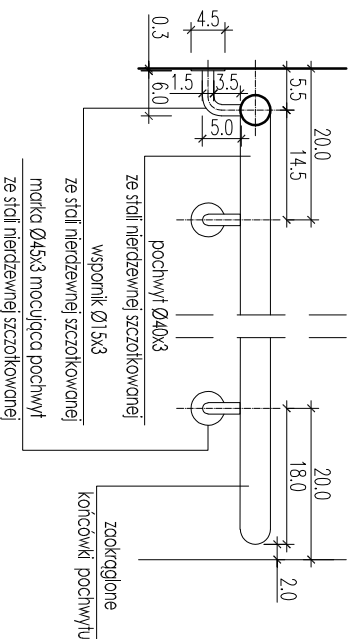 4.5
0.3
6.0
1.5
3.5
5.0
5.5
14.5
20.0
20.0
18.0
2.0
pochwyt Ø40x3
ze stali nierdzewnej szczotkowanej
wspornik Ø15x3
ze stali nierdzewnej szczotkowanej
marka Ø45x3 mocująca pochwyt
ze stali nierdzewnej szczotkowanej
zaokrąglone
końcówki pochwytu